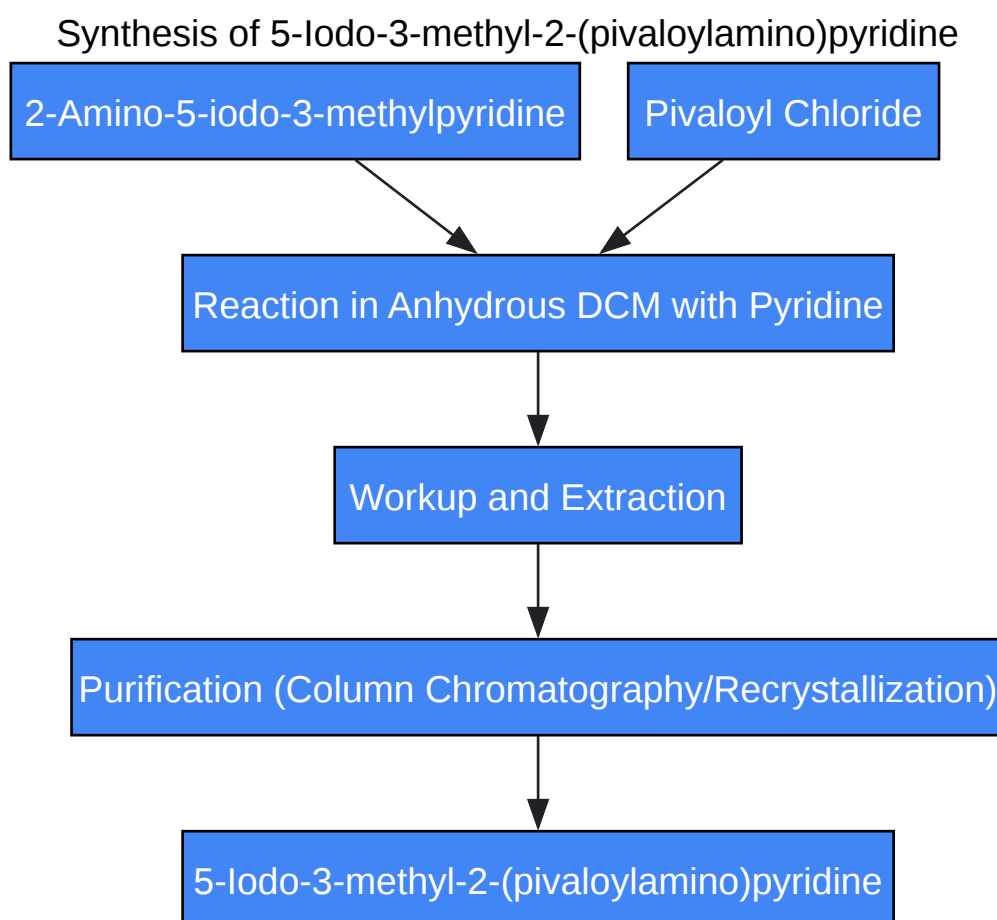 Synthesis of 5-Iodo-3-methyl-2-(pivaloylamino)pyridine
2-Amino-5-iodo-3-methylpyridine
Pivaloyl Chloride
Reaction in Anhydrous DCM with Pyridine
Workup and Extraction
Purification (Column Chromatography/Recrystallization)
5-Iodo-3-methyl-2-(pivaloylamino)pyridine